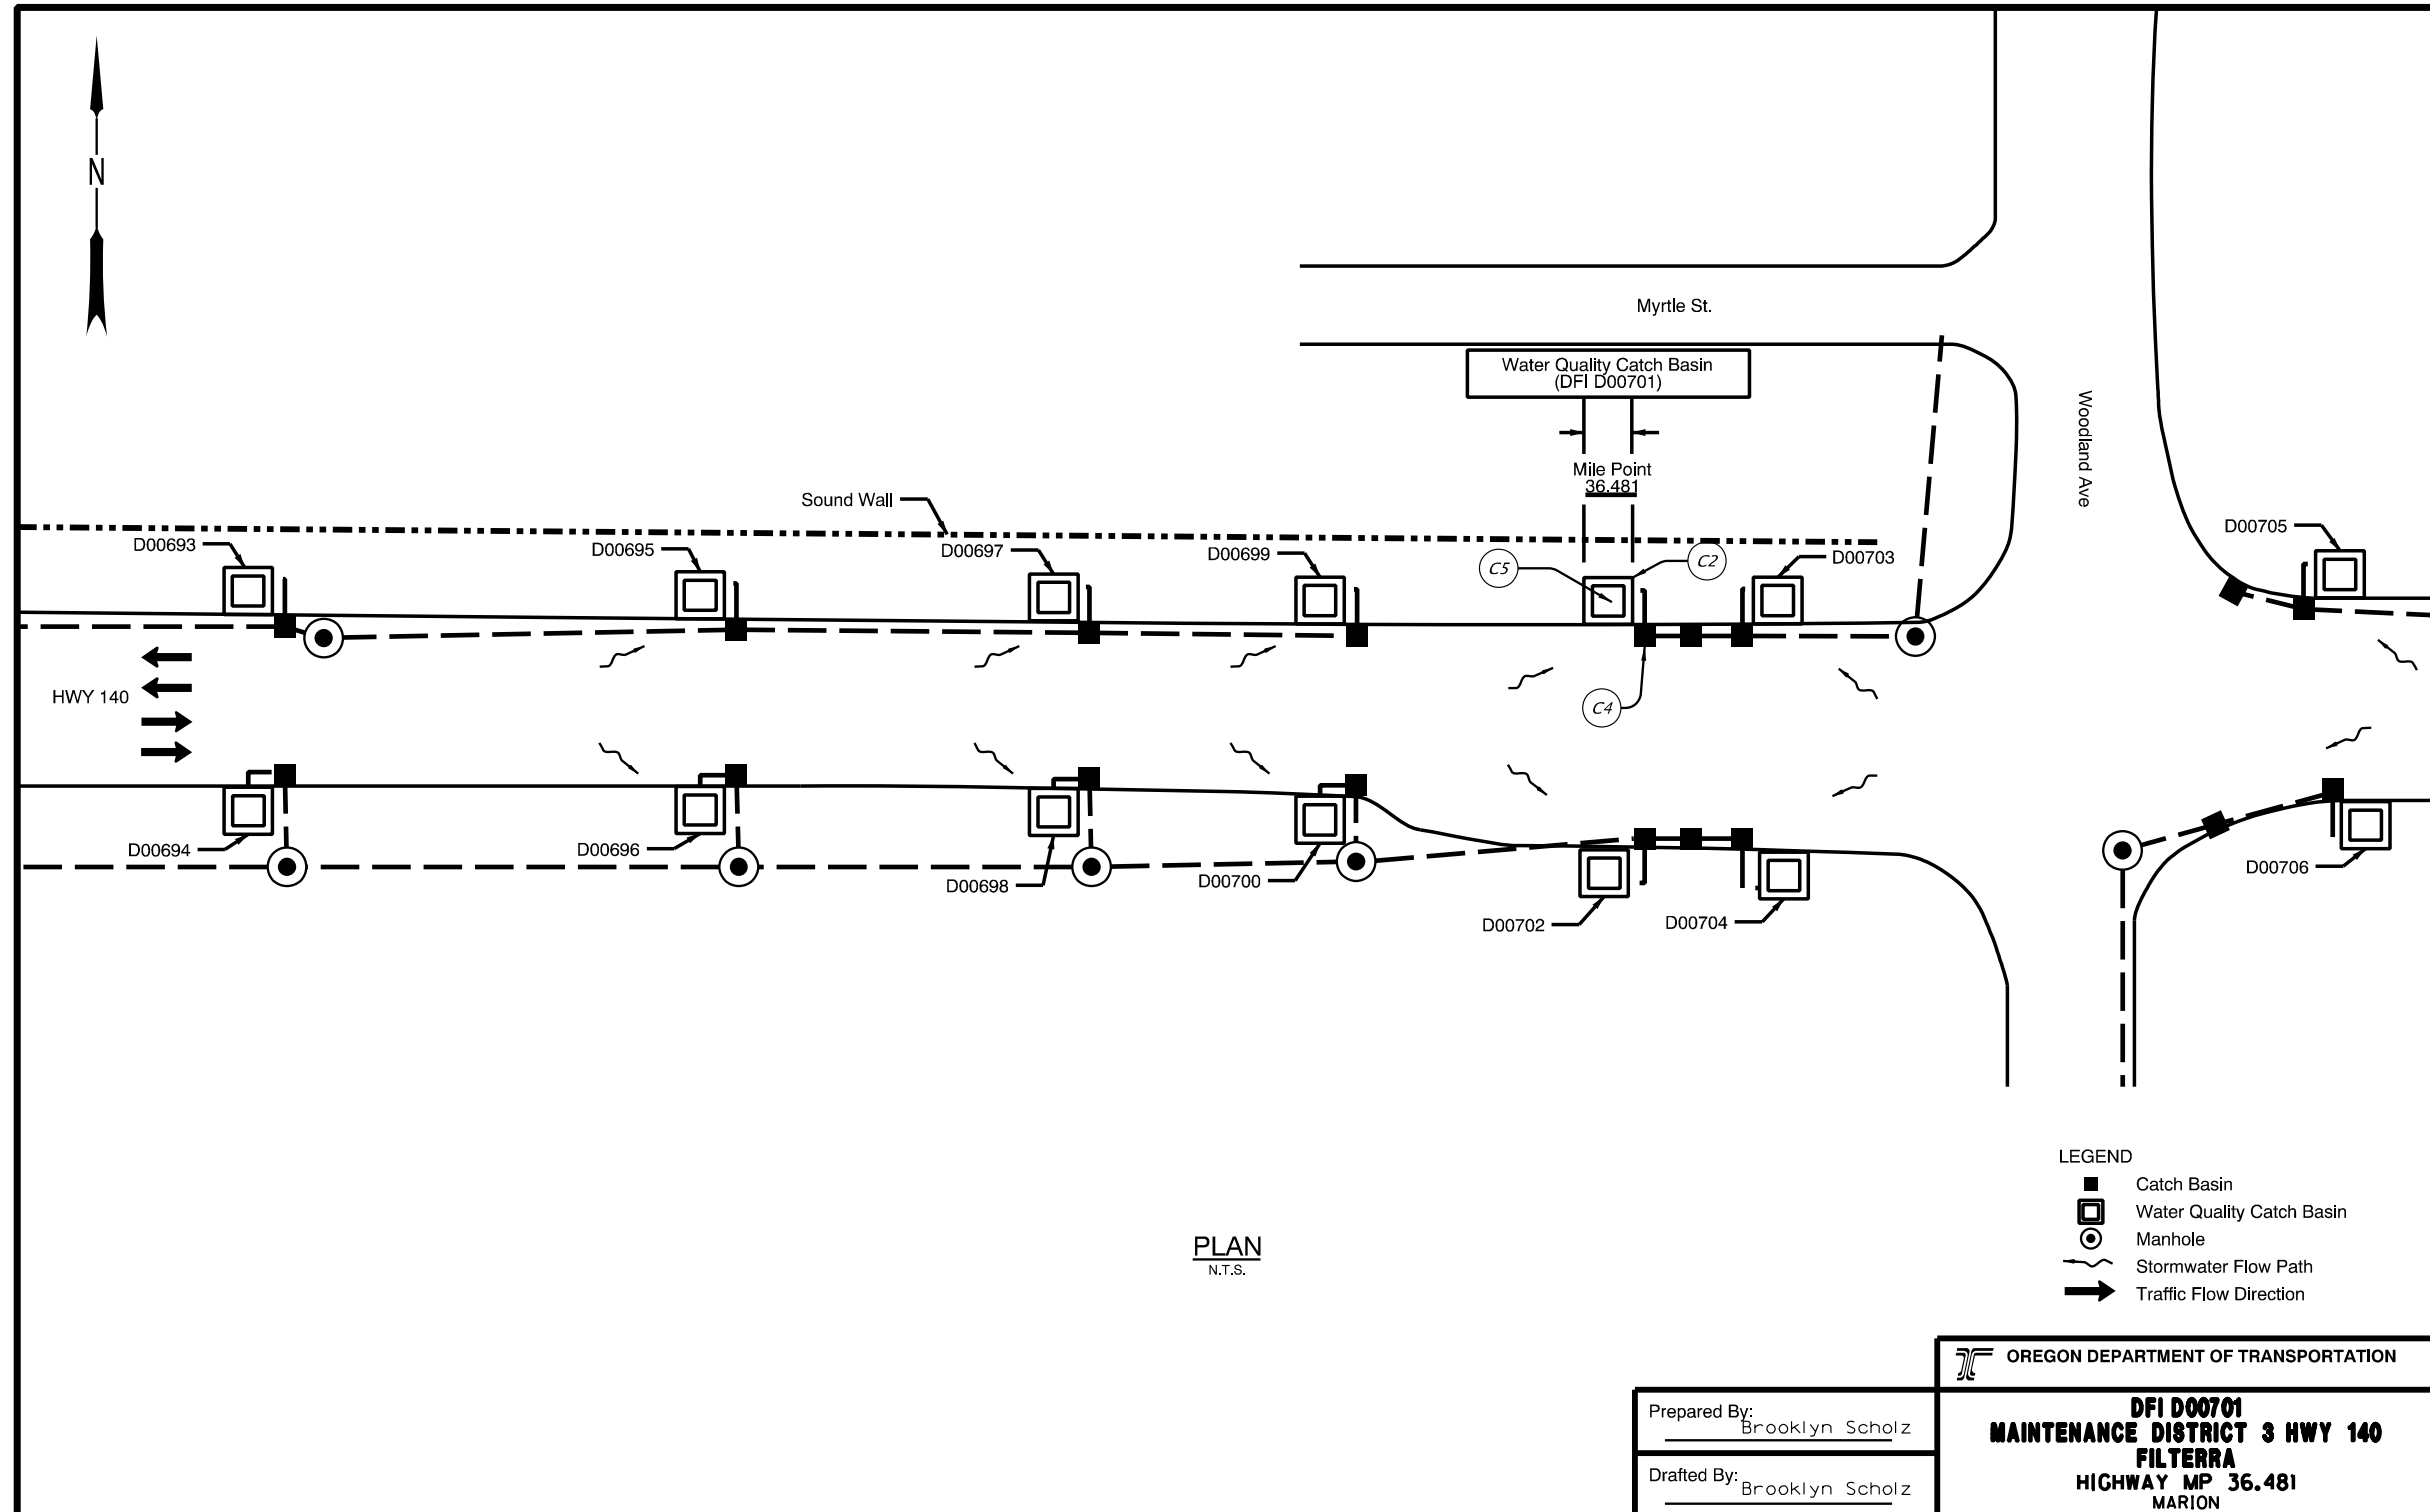 N
Myrtle St.
Water Quality Catch Basin
(DFI D00701)
Woodland Ave
Mile Point
36.481
Sound Wall
D00693
D00695
D00697
D00699
C5
C2
D00703
D00705
HWY 140
C4
D00694
D00696
D00698
D00700
D00702
D00704
D00706
LEGEND
Catch Basin
Water Quality Catch Basin
Manhole
Stormwater Flow Path
Traffic Flow Direction
PLAN
N.T.S.
OREGON DEPARTMENT OF TRANSPORTATION
Prepared By:
Brooklyn Scholz
Drafted By:
Brooklyn Scholz
DFI D00701
MAINTENANCE DISTRICT 3 HWY 140
FILTERRA
HIGHWAY MP 36.481
MARION